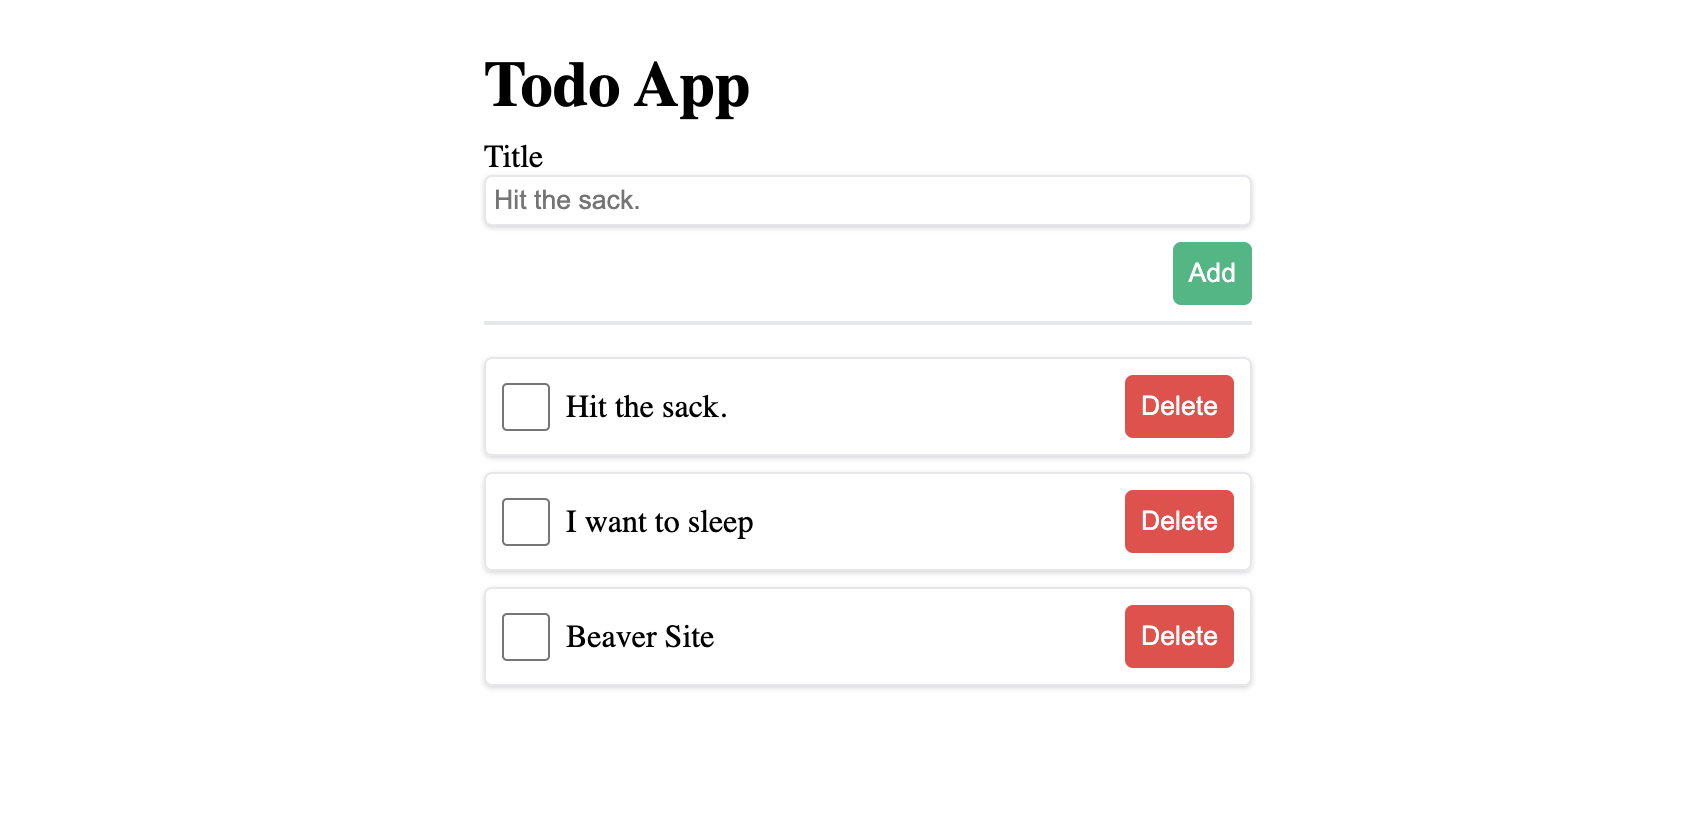 Todo App
Title
Hit the sack.
Add
Hit the sack. Delete
I want to sleep Delete
Beaver Site Delete